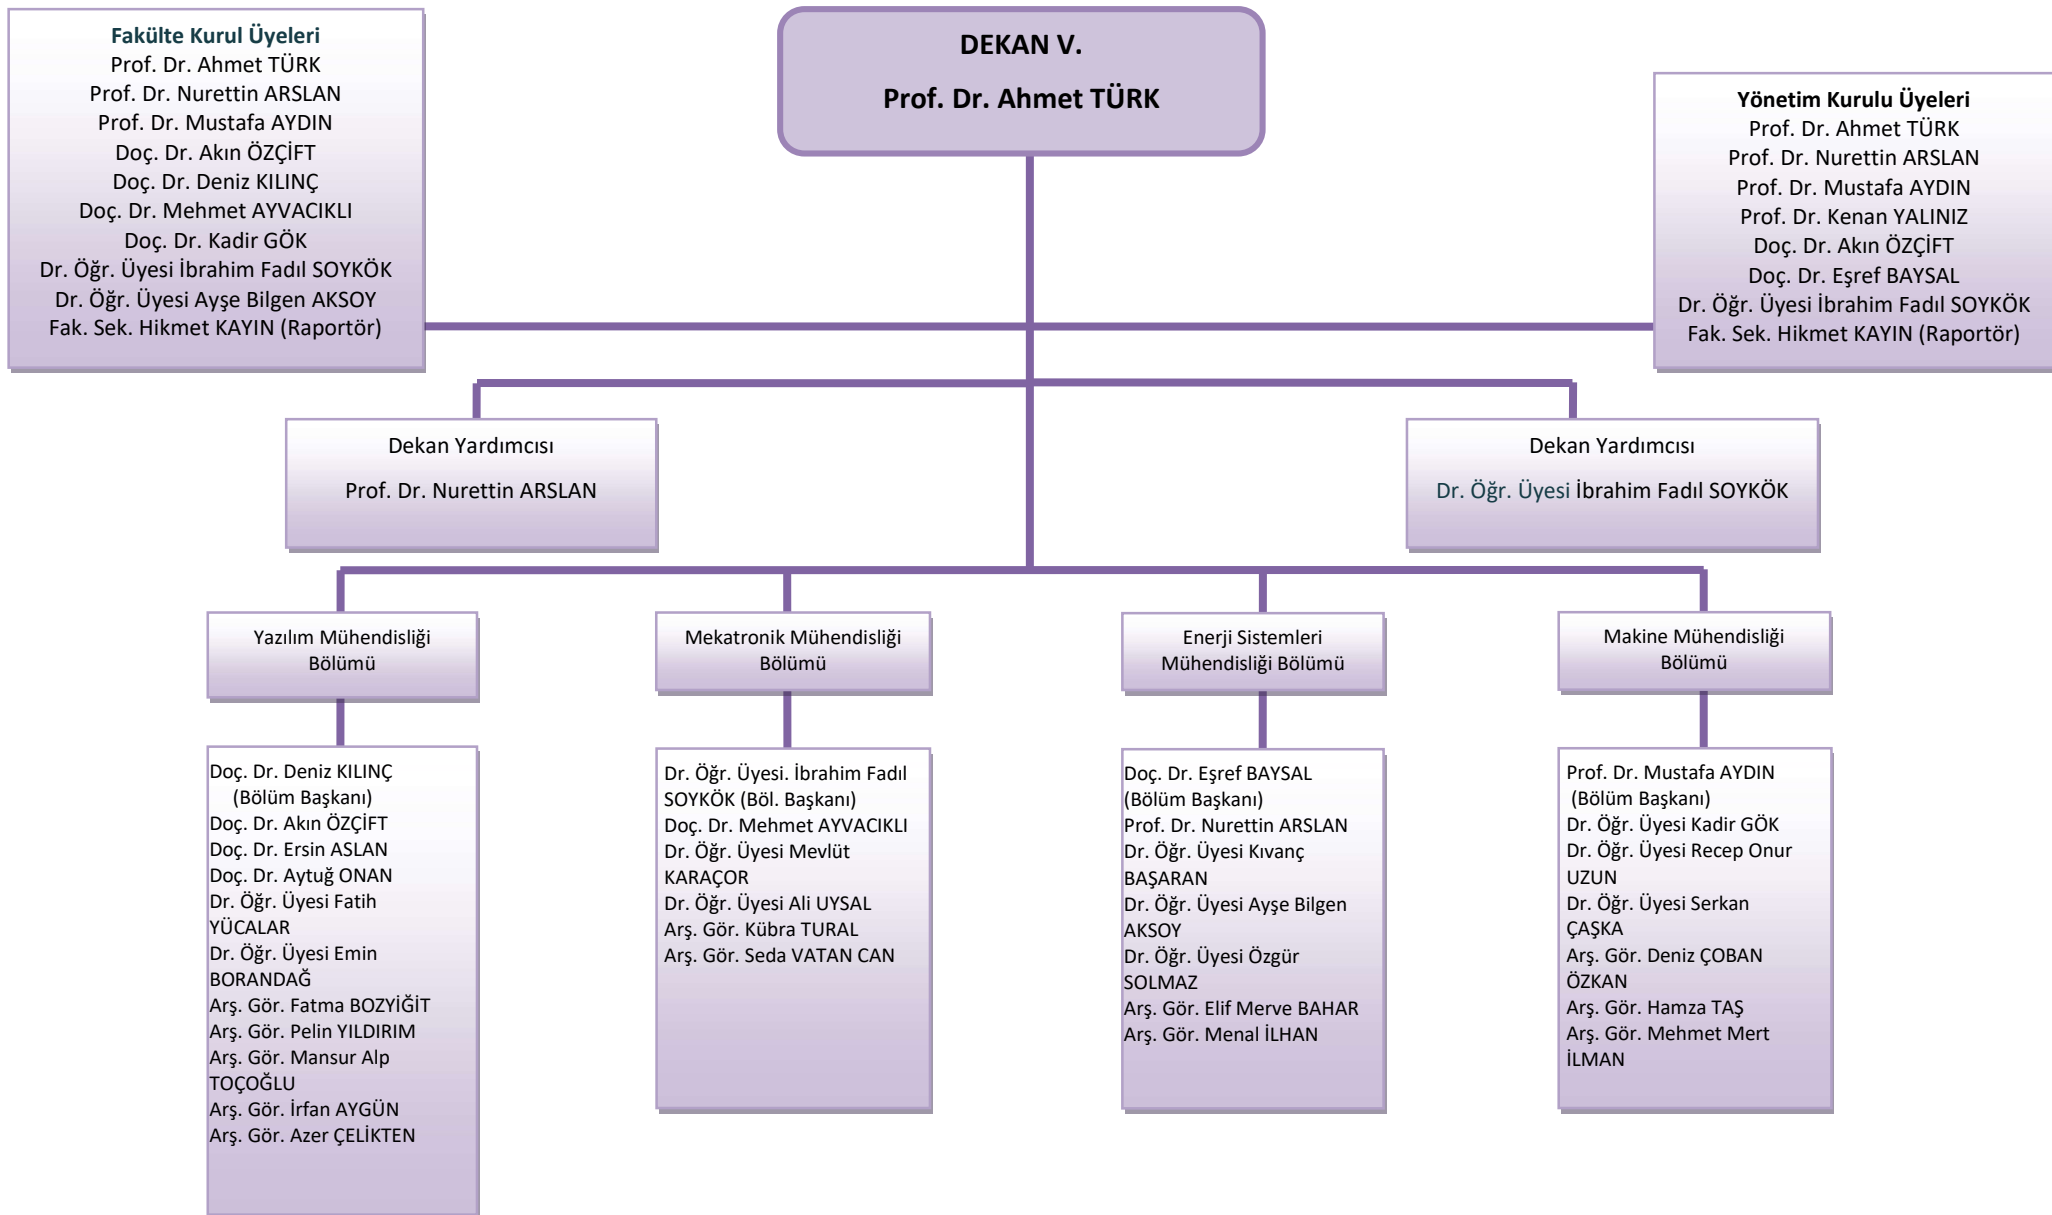 Fakülte Kurul Üyeleri
Prof. Dr. Ahmet TÜRK
Prof. Dr. Nurettin ARSLAN
Prof. Dr. Mustafa AYDIN
Doç. Dr. Akın ÖZÇİFT
Doç. Dr. Deniz KILINÇ
Doç. Dr. Mehmet AYVACIKLI
Doç. Dr. Kadir GÖK
Dr. Öğr. Üyesi İbrahim Fadıl SOYKÖK
Dr. Öğr. Üyesi Ayşe Bilgen AKSOY
Fak. Sek. Hikmet KAYIN (Raportör)
DEKAN V.
Prof. Dr. Ahmet TÜRK
Yönetim Kurulu Üyeleri
Prof. Dr. Ahmet TÜRK
Prof. Dr. Nurettin ARSLAN
Prof. Dr. Mustafa AYDIN
Prof. Dr. Kenan YALINIZ
Doç. Dr. Akın ÖZÇİFT
Doç. Dr. Eşref BAYSAL
Dr. Öğr. Üyesi İbrahim Fadıl SOYKÖK
Fak. Sek. Hikmet KAYIN (Raportör)
Dekan Yardımcısı
Prof. Dr. Nurettin ARSLAN
Dekan Yardımcısı
Dr. Öğr. Üyesi İbrahim Fadıl SOYKÖK
Yazılım Mühendisliği
Bölümü
Mekatronik Mühendisliği
Bölümü
Enerji Sistemleri
Mühendisliği Bölümü
Makine Mühendisliği
Bölümü
Doç. Dr. Deniz KILINÇ
(Bölüm Başkanı)
Doç. Dr. Akın ÖZÇİFT
Doç. Dr. Ersin ASLAN
Doç. Dr. Aytuğ ONAN
Dr. Öğr. Üyesi Fatih
YÜCALAR
Dr. Öğr. Üyesi Emin
BORANDAĞ
Arş. Gör. Fatma BOZYİĞİT
Arş. Gör. Pelin YILDIRIM
Arş. Gör. Mansur Alp
TOÇOĞLU
Arş. Gör. İrfan AYGÜN
Arş. Gör. Azer ÇELİKTEN
Dr. Öğr. Üyesi. İbrahim Fadıl
SOYKÖK (Böl. Başkanı)
Doç. Dr. Mehmet AYVACIKLI
Dr. Öğr. Üyesi Mevlüt
KARAÇOR
Dr. Öğr. Üyesi Ali UYSAL
Arş. Gör. Kübra TURAL
Arş. Gör. Seda VATAN CAN
Doç. Dr. Eşref BAYSAL
(Bölüm Başkanı)
Prof. Dr. Nurettin ARSLAN
Dr. Öğr. Üyesi Kıvanç
BAŞARAN
Dr. Öğr. Üyesi Ayşe Bilgen
AKSOY
Dr. Öğr. Üyesi Özgür
SOLMAZ
Arş. Gör. Elif Merve BAHAR
Arş. Gör. Menal İLHAN
Prof. Dr. Mustafa AYDIN
(Bölüm Başkanı)
Dr. Öğr. Üyesi Kadir GÖK
Dr. Öğr. Üyesi Recep Onur
UZUN
Dr. Öğr. Üyesi Serkan
ÇAŞKA
Arş. Gör. Deniz ÇOBAN
ÖZKAN
Arş. Gör. Hamza TAŞ
Arş. Gör. Mehmet Mert
İLMAN